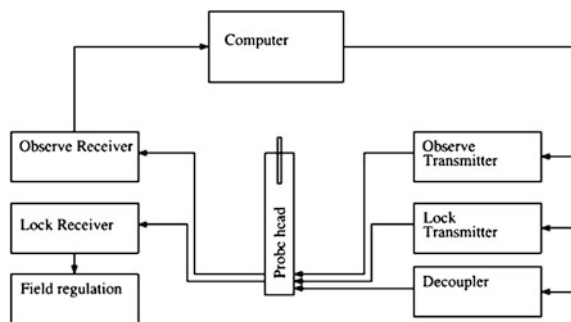 Computer
Observe Receiver
Observe
Transmitter
Lock Receiver
Probe head
Lock
Transmitter
Field regulation
Decoupler